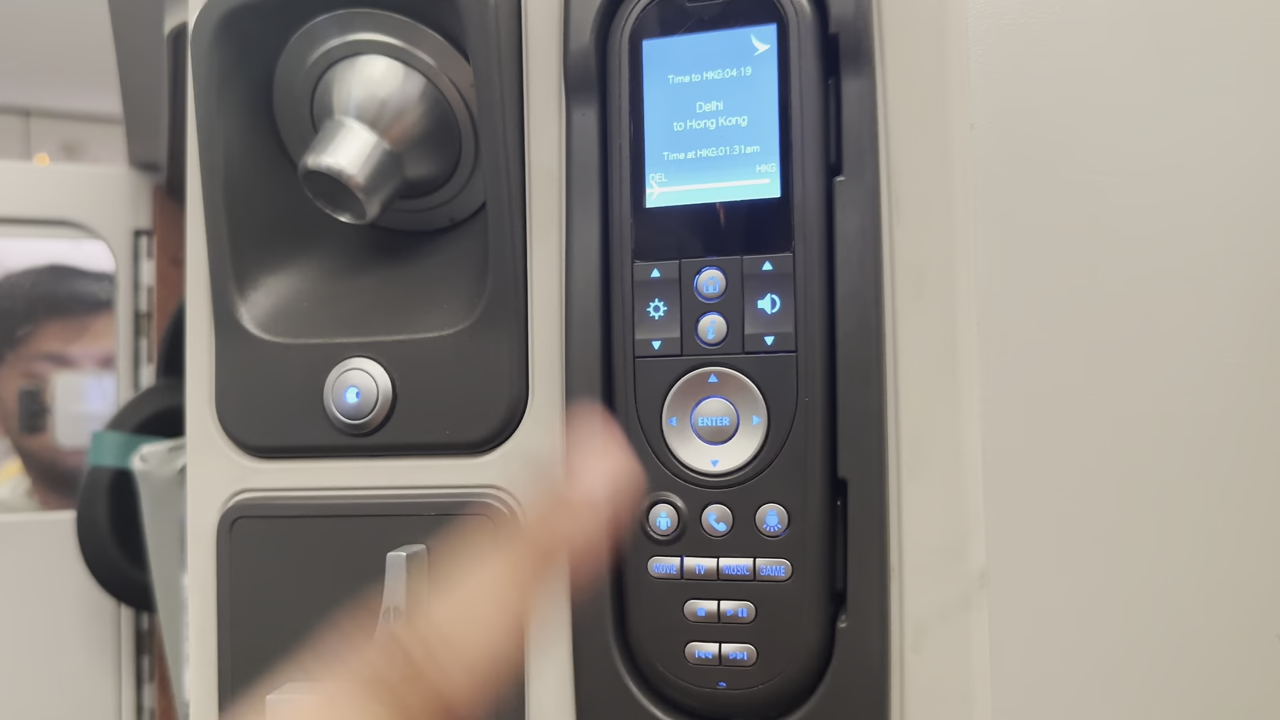 Time to HKG:04:19
Delhi
to Hong Kong
Time at HKG:01:31am
DEL HKG
ENTER
MOVIE TV MUSIC GAME